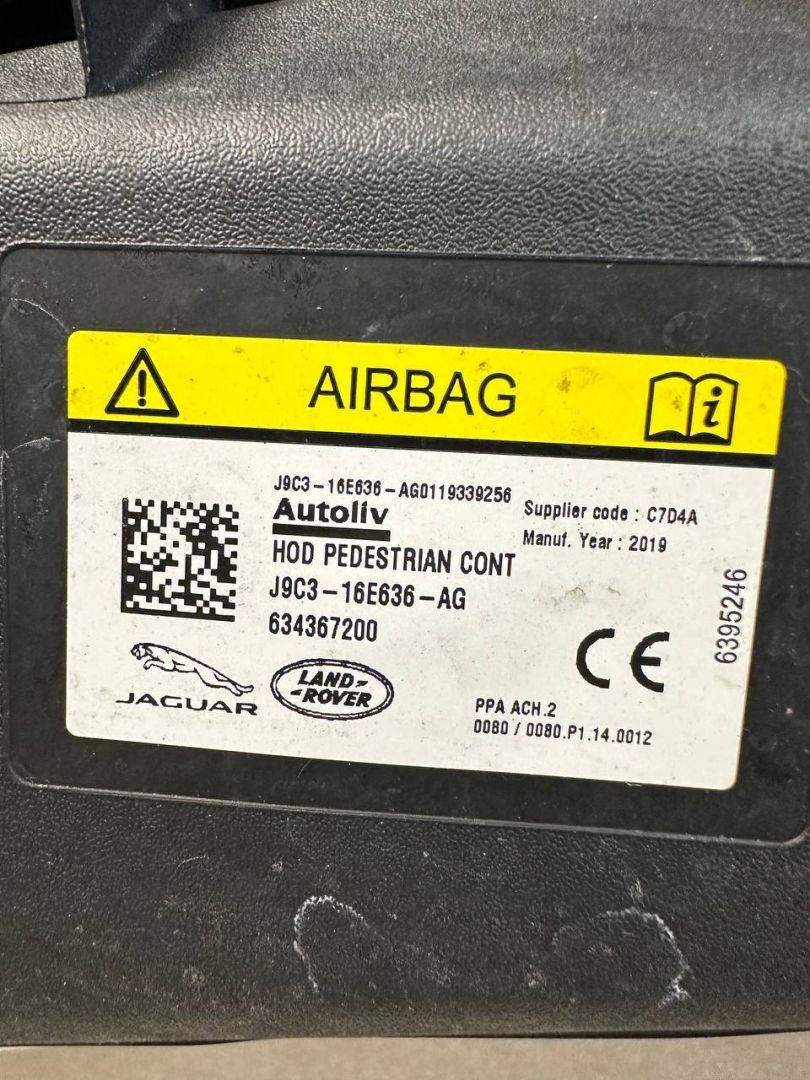 AIRBAG
J9C3-16E636-AG0119339256
Autoliv
Supplier code : C7D4A
Manuf. Year : 2019
HOD PEDESTRIAN CONT
J9C3-16E636-AG
634367200
6395246
JAGUAR
LAND-
-ROVER
CE
PPA ACH.2
0080 / 0080.P1.14.0012